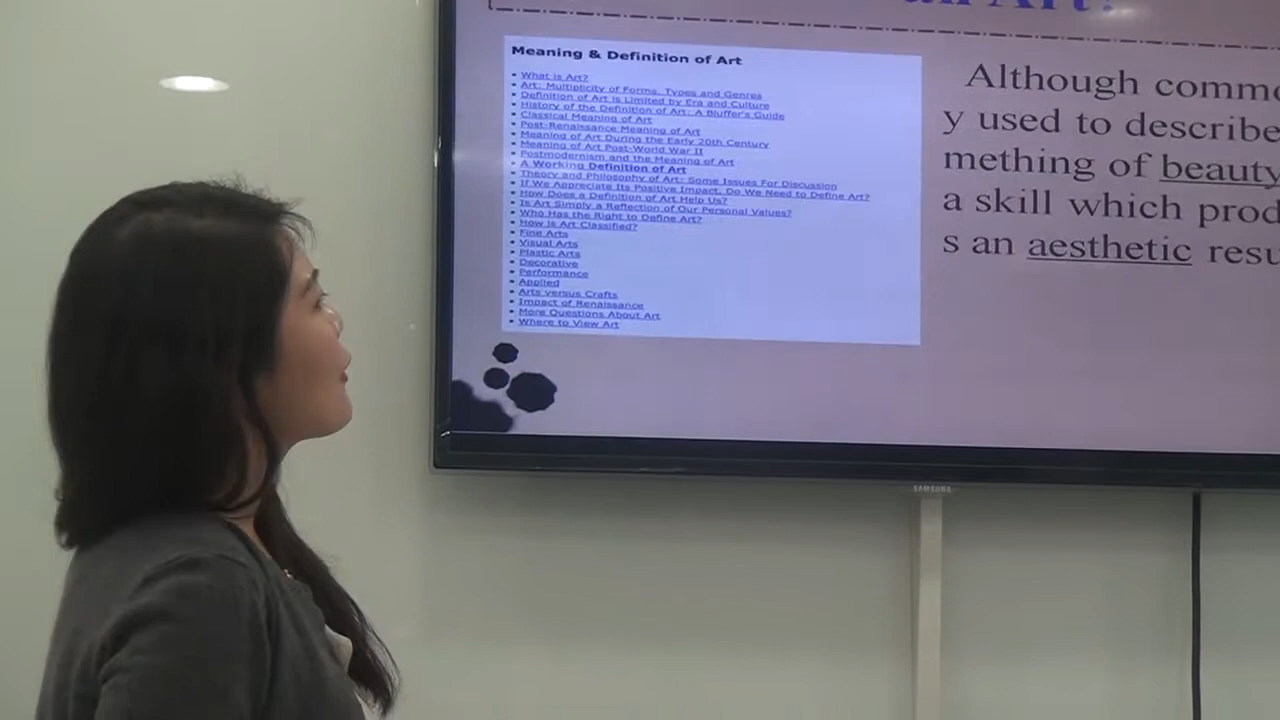 an Art?
Meaning & Definition of Art
▪ What is Art?
▪ Art: Multiplicity of Forms, Types and Genres
▪ Definition of Art is Limited by Era and Culture
▪ History of the Definition of Art: A Bluffer's Guide
▪ Classical Meaning of Art
▪ Post-Renaissance Meaning of Art
▪ Meaning of Art During the Early 20th Century
▪ Meaning of Art Post-World War II
▪ Postmodernism and the Meaning of Art
▪ A Working Definition of Art
▪ Theory and Philosophy of Art: Some Issues For Discussion
▪ If We Appreciate Its Positive Impact, Do We Need to Define Art?
▪ How Does a Definition of Art Help Us?
▪ Is Art Simply a Reflection of Our Personal Values?
▪ Who Has the Right to Define Art?
▪ How is Art Classified?
▪ Fine Arts
▪ Visual Arts
▪ Plastic Arts
▪ Decorative
▪ Performance
▪ Applied
▪ Arts versus Crafts
▪ Impact of Renaissance
▪ More Questions About Art
▪ Where to View Art
Although commo
y used to describe
mething of beauty
a skill which prod
s an aesthetic resu
SAMSUNG